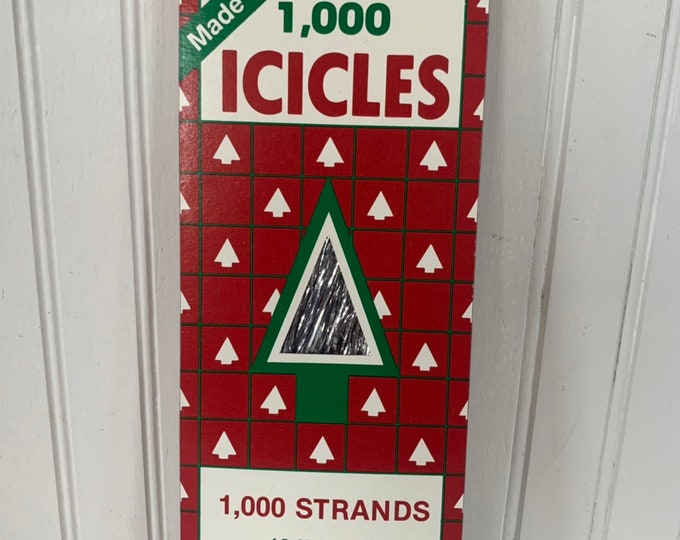 Made
1,000
ICICLES
1,000 STRANDS